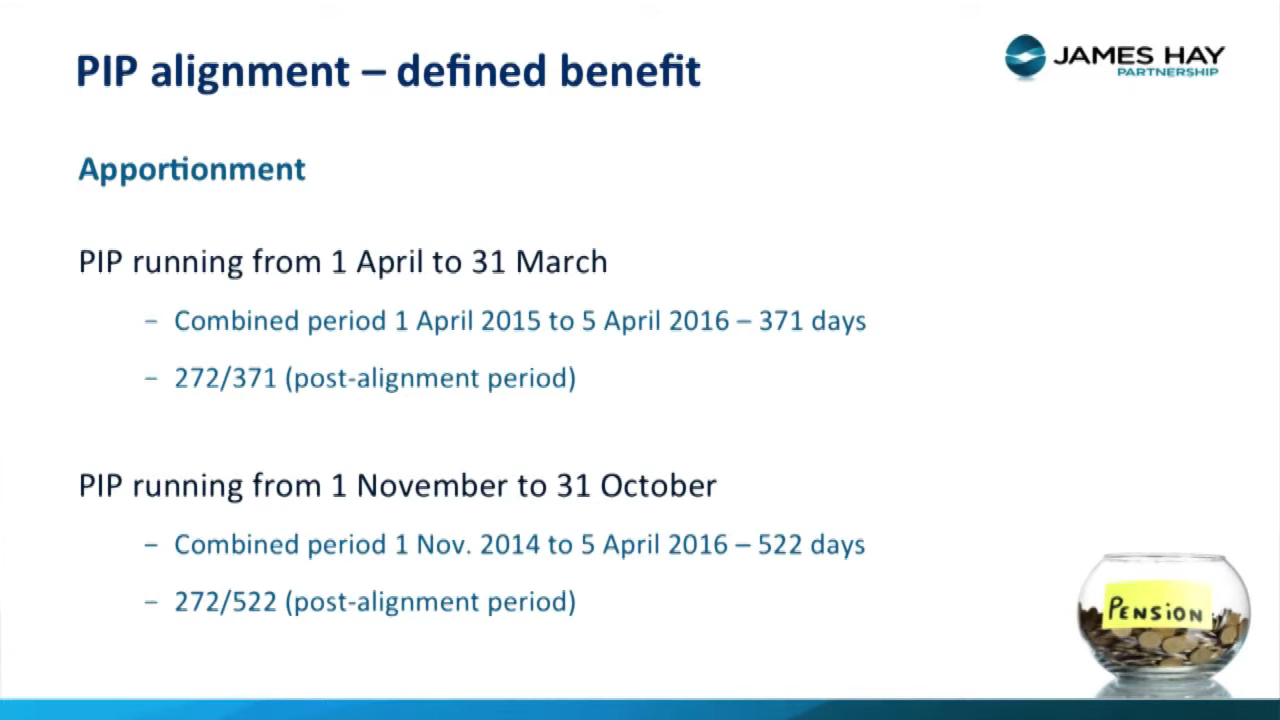 PIP alignment – defined benefit
JAMES HAY
PARTNERSHIP
Apportionment
PIP running from 1 April to 31 March
– Combined period 1 April 2015 to 5 April 2016 – 371 days
– 272/371 (post-alignment period)
PIP running from 1 November to 31 October
– Combined period 1 Nov. 2014 to 5 April 2016 – 522 days
– 272/522 (post-alignment period)
PENSiON